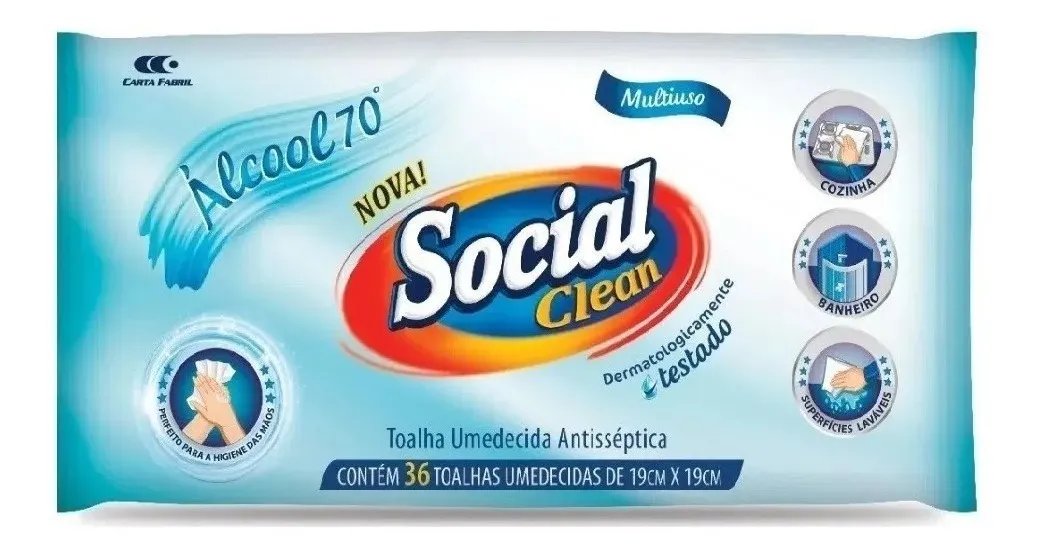 CARTA FABRIL
Álcool 70°
Multiuso
NOVA!
Social
Clean
Dermatologicamente
testado
COZINHA
BANHEIRO
SUPERFÍCIES LAVÁVEIS
PERFEITO PARA A HIGIENE DAS MÃOS
Toalha Umedecida Antisséptica
CONTÉM 36 TOALHAS UMEDECIDAS DE 19CM X 19CM